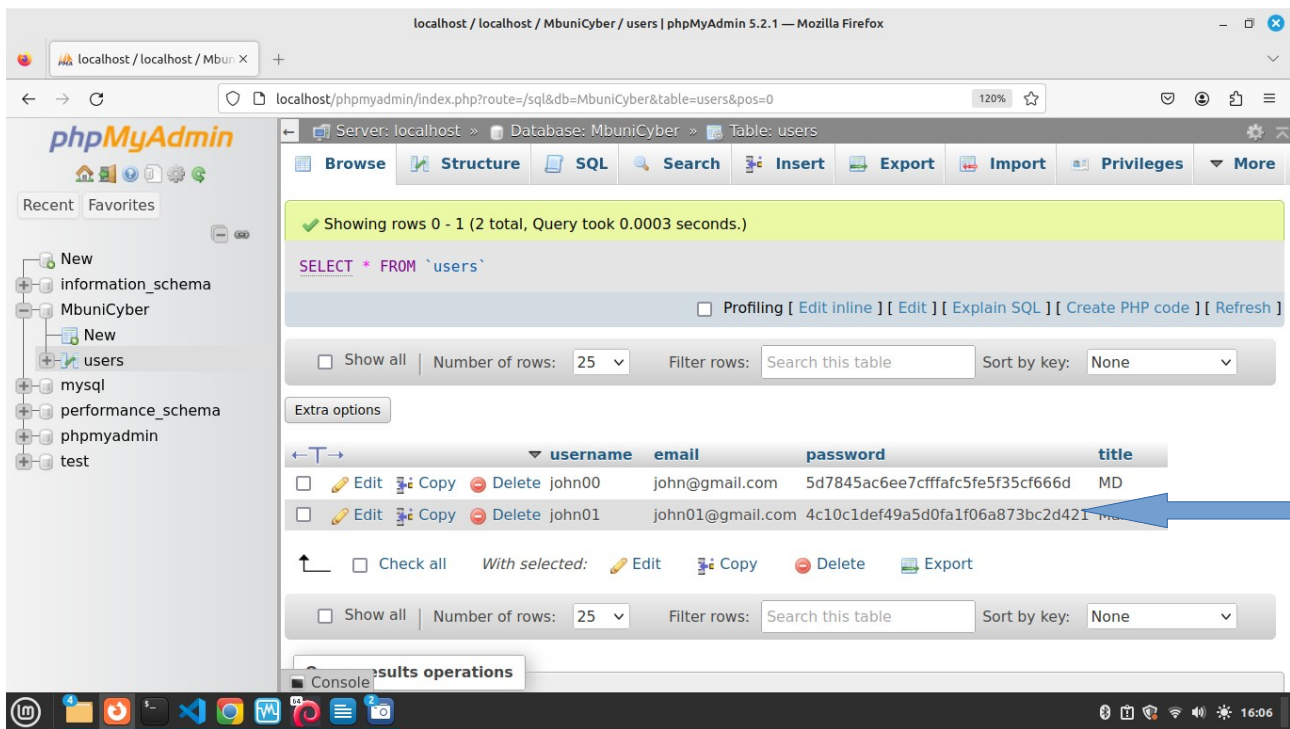 localhost / localhost / MbuniCyber / users | phpMyAdmin 5.2.1 — Mozilla Firefox
localhost / localhost / Mbun
localhost/phpmyadmin/index.php?route=/sql&db=MbuniCyber&table=users&pos=0 120%
phpMyAdmin
Recent Favorites
New
information_schema
MbuniCyber
New
users
mysql
performance_schema
phpmyadmin
test
Server: localhost » Database: MbuniCyber » Table: users
Browse Structure SQL Search Insert Export Import Privileges More
Showing rows 0 - 1 (2 total, Query took 0.0003 seconds.)
SELECT * FROM `users`
Profiling [ Edit inline ] [ Edit ] [ Explain SQL ] [ Create PHP code ] [ Refresh ]
Show all | Number of rows: 25 Filter rows: Search this table Sort by key: None
Extra options
←T→ username email password title
Edit Copy Delete john00 john@gmail.com 5d7845ac6ee7cfffafc5fe5f35cf666d MD
Edit Copy Delete john01 john01@gmail.com 4c10c1def49a5d0fa1f06a873bc2d421
Check all With selected: Edit Copy Delete Export
Show all | Number of rows: 25 Filter rows: Search this table Sort by key: None
results operations
Console
4 64 2 16:06